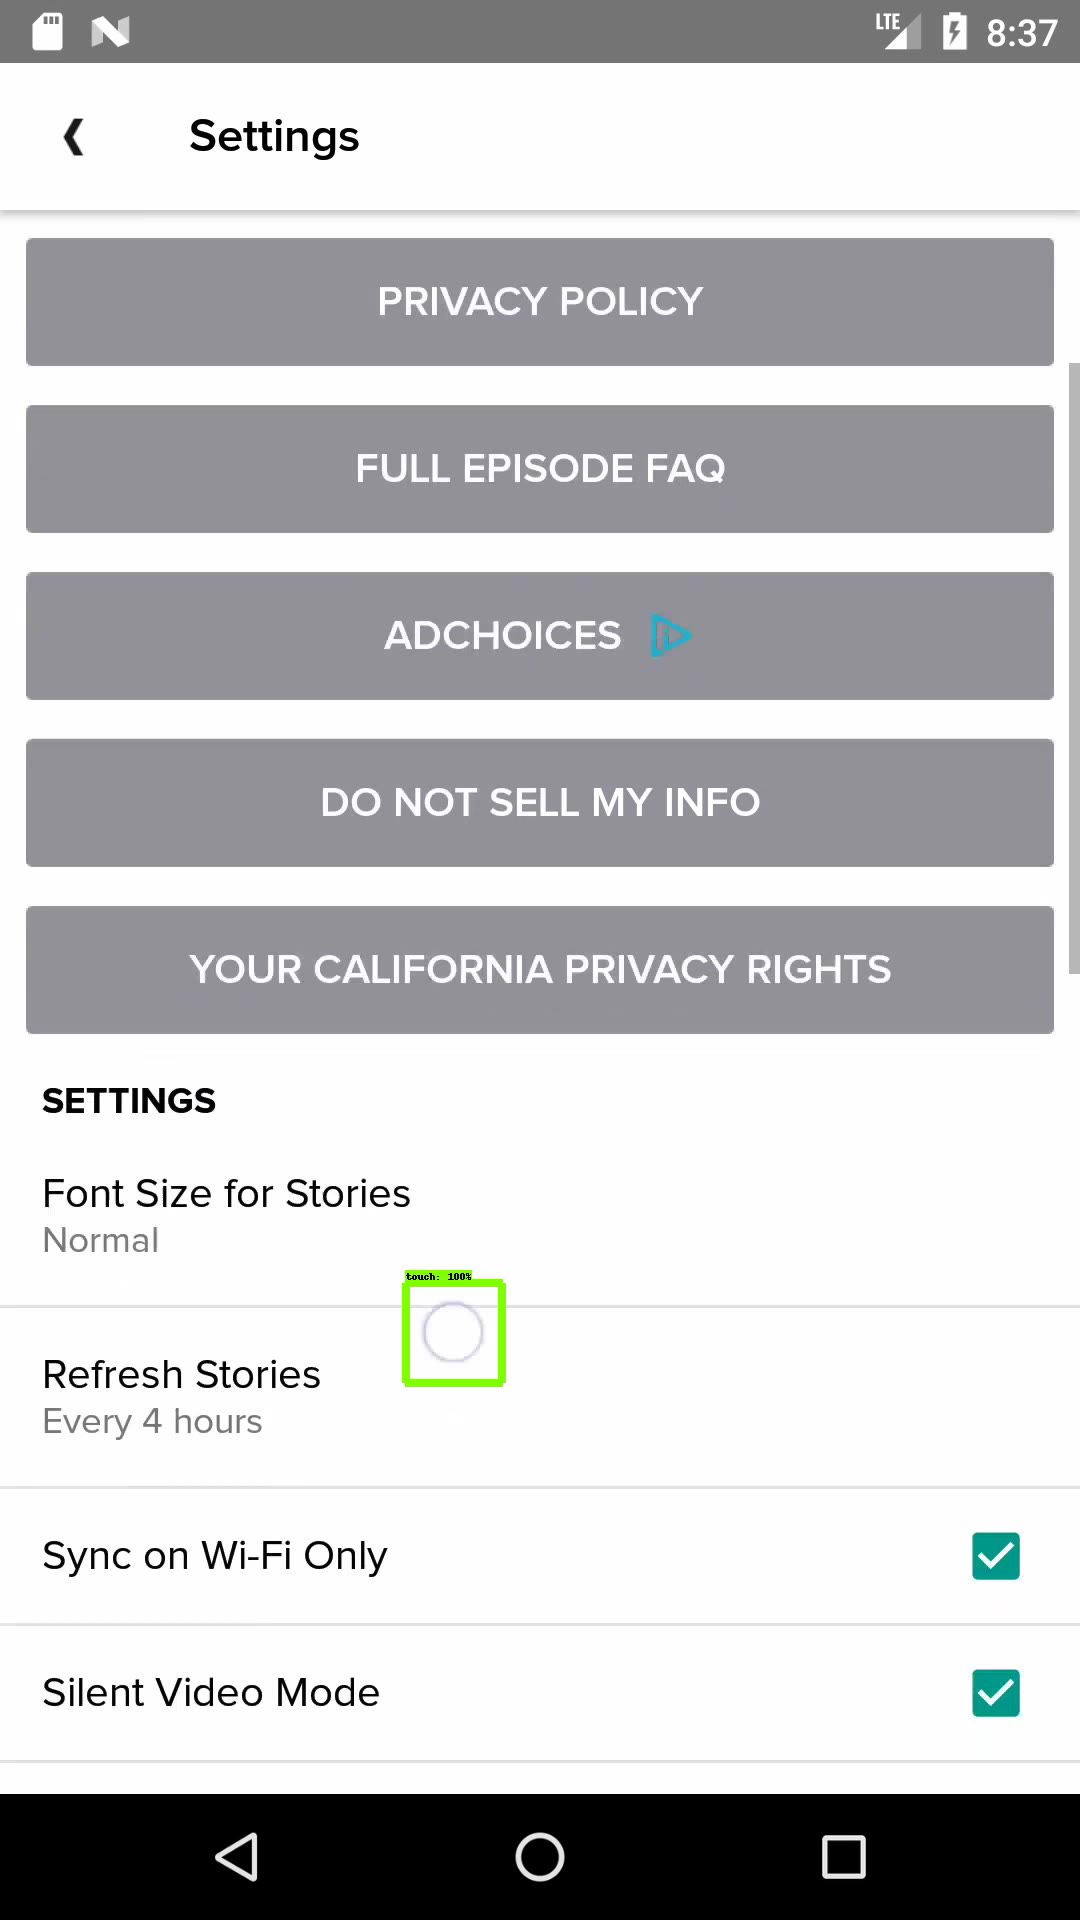 LTE 8:37
Settings
PRIVACY POLICY
FULL EPISODE FAQ
ADCHOICES
DO NOT SELL MY INFO
YOUR CALIFORNIA PRIVACY RIGHTS
SETTINGS
Font Size for Stories
Normal
touch: 100%
Refresh Stories
Every 4 hours
Sync on Wi-Fi Only
Silent Video Mode